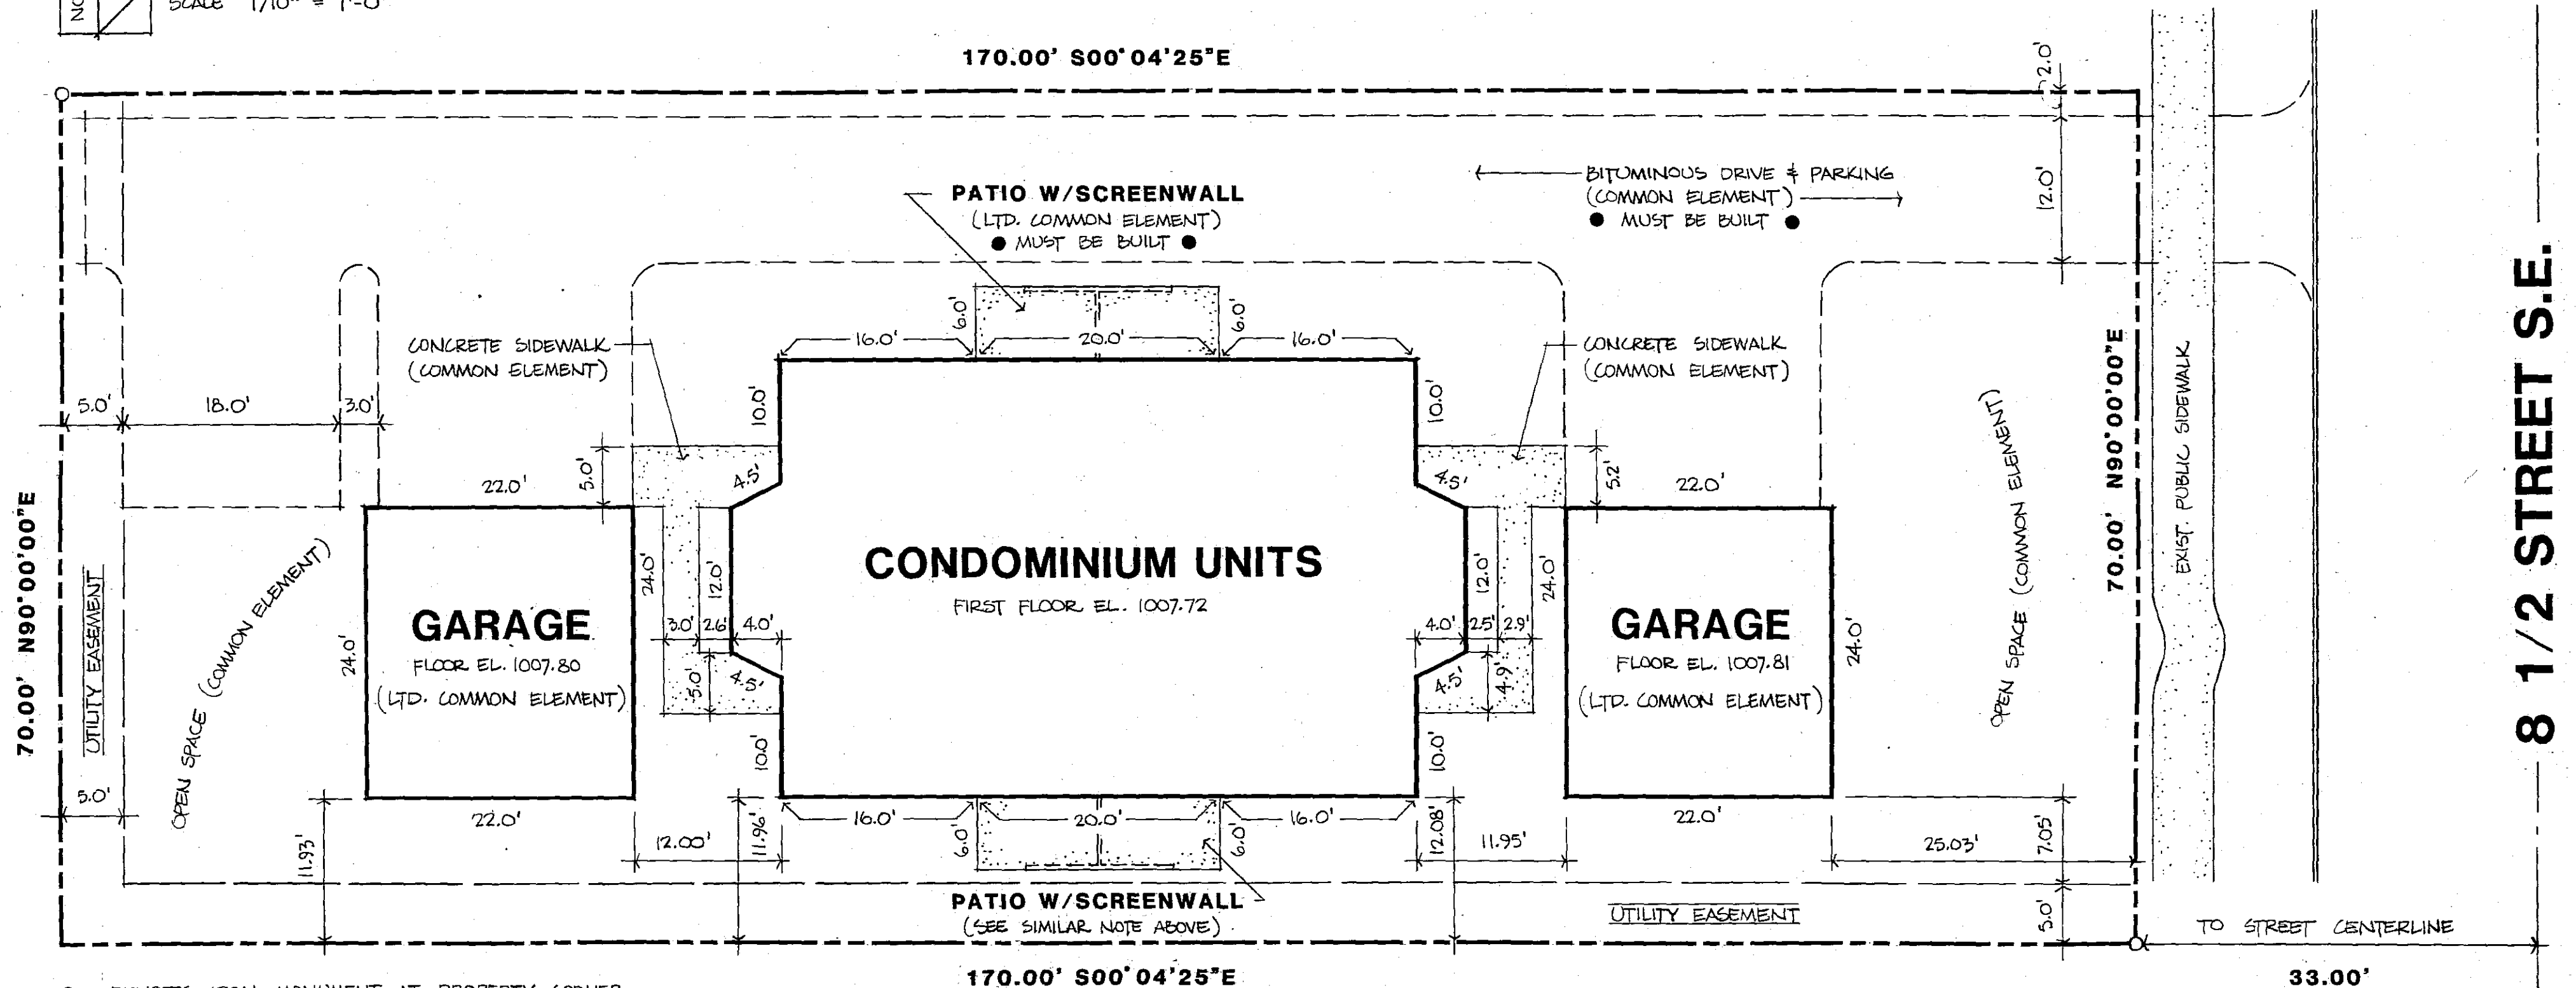 NO
SCALE 1/10" = 1'-0"
170.00' S00°04'25"E
2.0'
12.0'
PATIO W/SCREENWALL
(LTD. COMMON ELEMENT)
● MUST BE BUILT ●
BITUMINOUS DRIVE & PARKING
(COMMON ELEMENT)
● MUST BE BUILT ●
CONCRETE SIDEWALK
(COMMON ELEMENT)
6.0'
6.0'
16.0'
20.0'
16.0'
CONCRETE SIDEWALK
(COMMON ELEMENT)
5.0'
18.0'
3.0'
10.0'
10.0'
22.0'
5.0'
4.5'
4.5'
5.2'
22.0'
70.00' N90°00'00"E
UTILITY EASEMENT
OPEN SPACE (COMMON ELEMENT)
24.0'
GARAGE
FLOOR EL. 1007.80
(LTD. COMMON ELEMENT)
24.0'
12.0'
3.0'
2.6'
4.0'
5.0'
4.5'
10.0'
CONDOMINIUM UNITS
FIRST FLOOR EL. 1007.72
12.0'
24.0'
4.0'
2.5'
2.9'
4.5'
4.9'
10.0'
GARAGE
FLOOR EL. 1007.81
(LTD. COMMON ELEMENT)
24.0'
OPEN SPACE (COMMON ELEMENT)
70.00' N90°00'00"E
EXIST. PUBLIC SIDEWALK
8 1/2 STREET S.E.
5.0'
22.0'
11.93'
12.00'
11.96'
16.0'
20.0'
16.0'
6.0'
6.0'
12.08'
11.95'
22.0'
25.03'
7.05'
5.0'
PATIO W/SCREENWALL
(SEE SIMILAR NOTE ABOVE)
UTILITY EASEMENT
TO STREET CENTERLINE
33.00'
170.00' S00°04'25"E
IRON MONUMENT AT PROPERTY CORNER